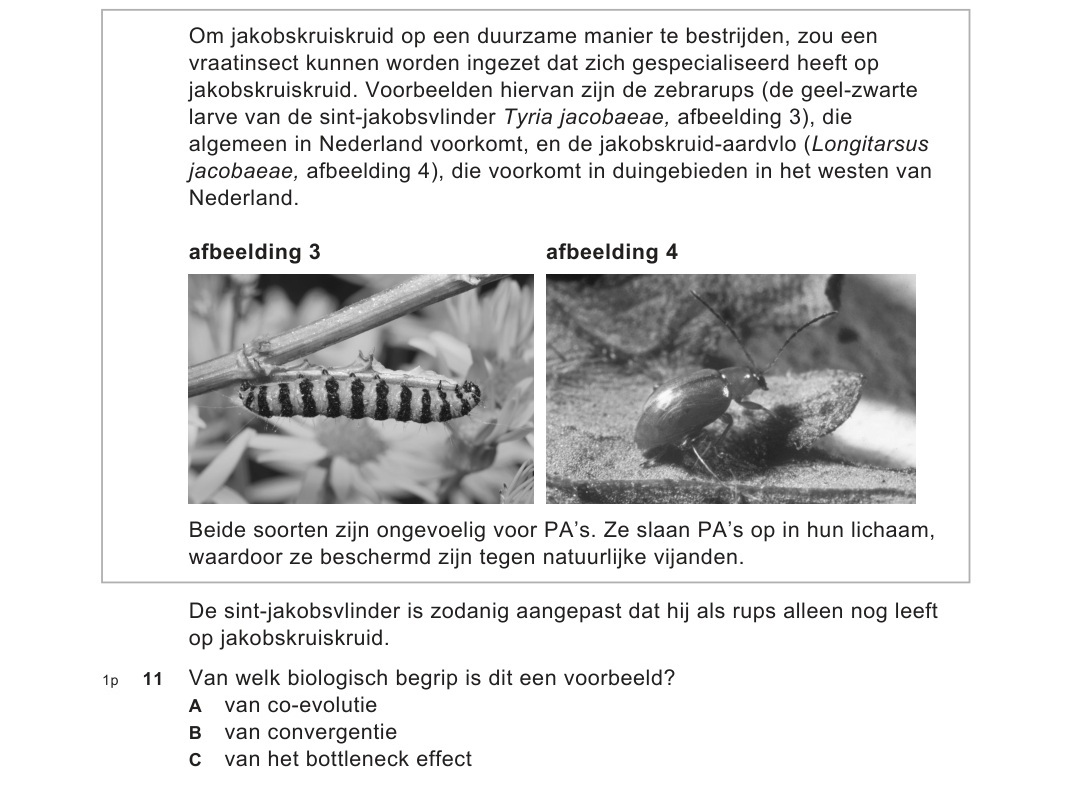 Om jakobskruiskruid op een duurzame manier te bestrijden, zou een
vraatinsect kunnen worden ingezet dat zich gespecialiseerd heeft op
jakobskruiskruid. Voorbeelden hiervan zijn de zebrarups (de geel-zwarte
larve van de sint-jakobsvlinder Tyria jacobaeae, afbeelding 3), die
algemeen in Nederland voorkomt, en de jakobskruid-aardvlo (Longitarsus
jacobaeae, afbeelding 4), die voorkomt in duingebieden in het westen van
Nederland.
afbeelding 3 afbeelding 4
Beide soorten zijn ongevoelig voor PA’s. Ze slaan PA’s op in hun lichaam,
waardoor ze beschermd zijn tegen natuurlijke vijanden.
De sint-jakobsvlinder is zodanig aangepast dat hij als rups alleen nog leeft
op jakobskruiskruid.
1p 11 Van welk biologisch begrip is dit een voorbeeld?
A van co-evolutie
B van convergentie
C van het bottleneck effect